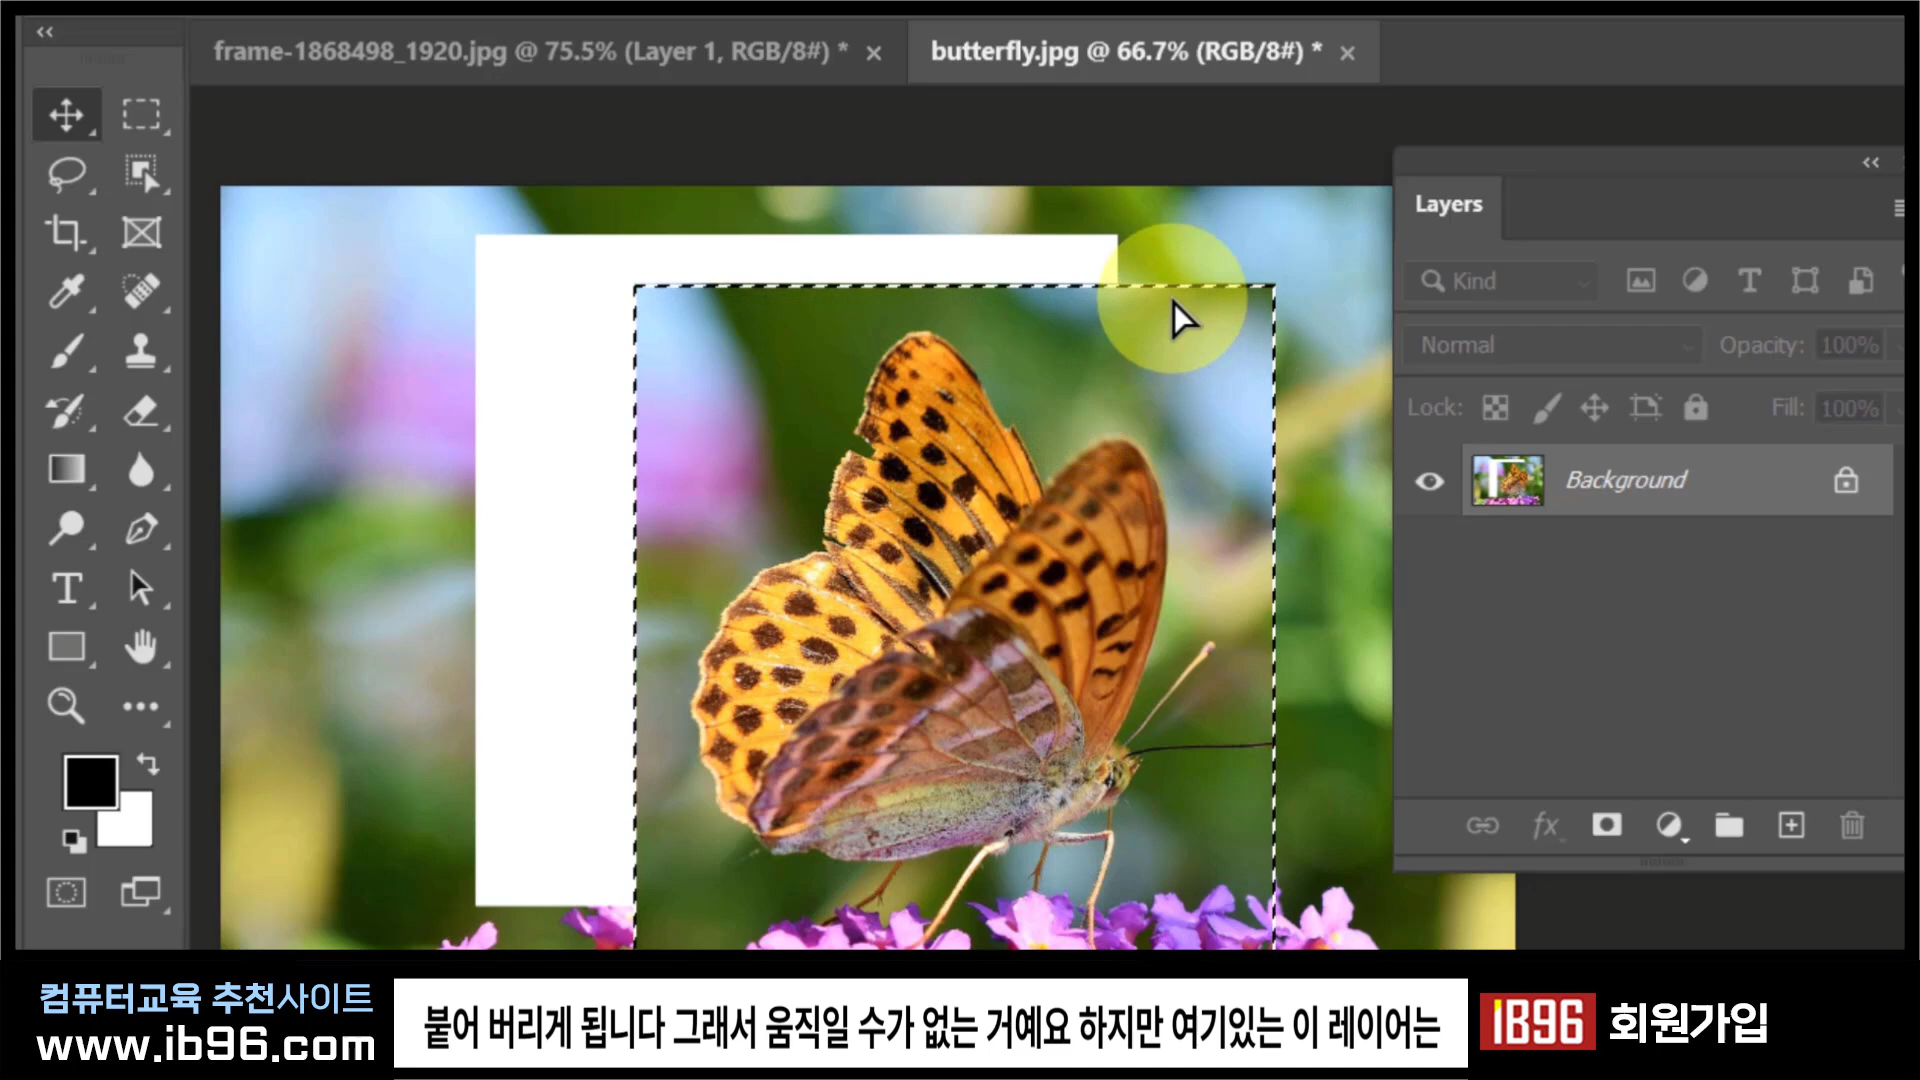 frame-1868498_1920.jpg @ 75.5% (Layer 1, RGB/8#) *
butterfly.jpg @ 66.7% (RGB/8#) *
Layers
Kind
Normal
Opacity: 100%
Lock:
Fill: 100%
Background
fx
컴퓨터교육 추천사이트
www.ib96.com
붙어 버리게 됩니다 그래서 움직일 수가 없는 거예요 하지만 여기있는 이 레이어는
IB96 회원가입